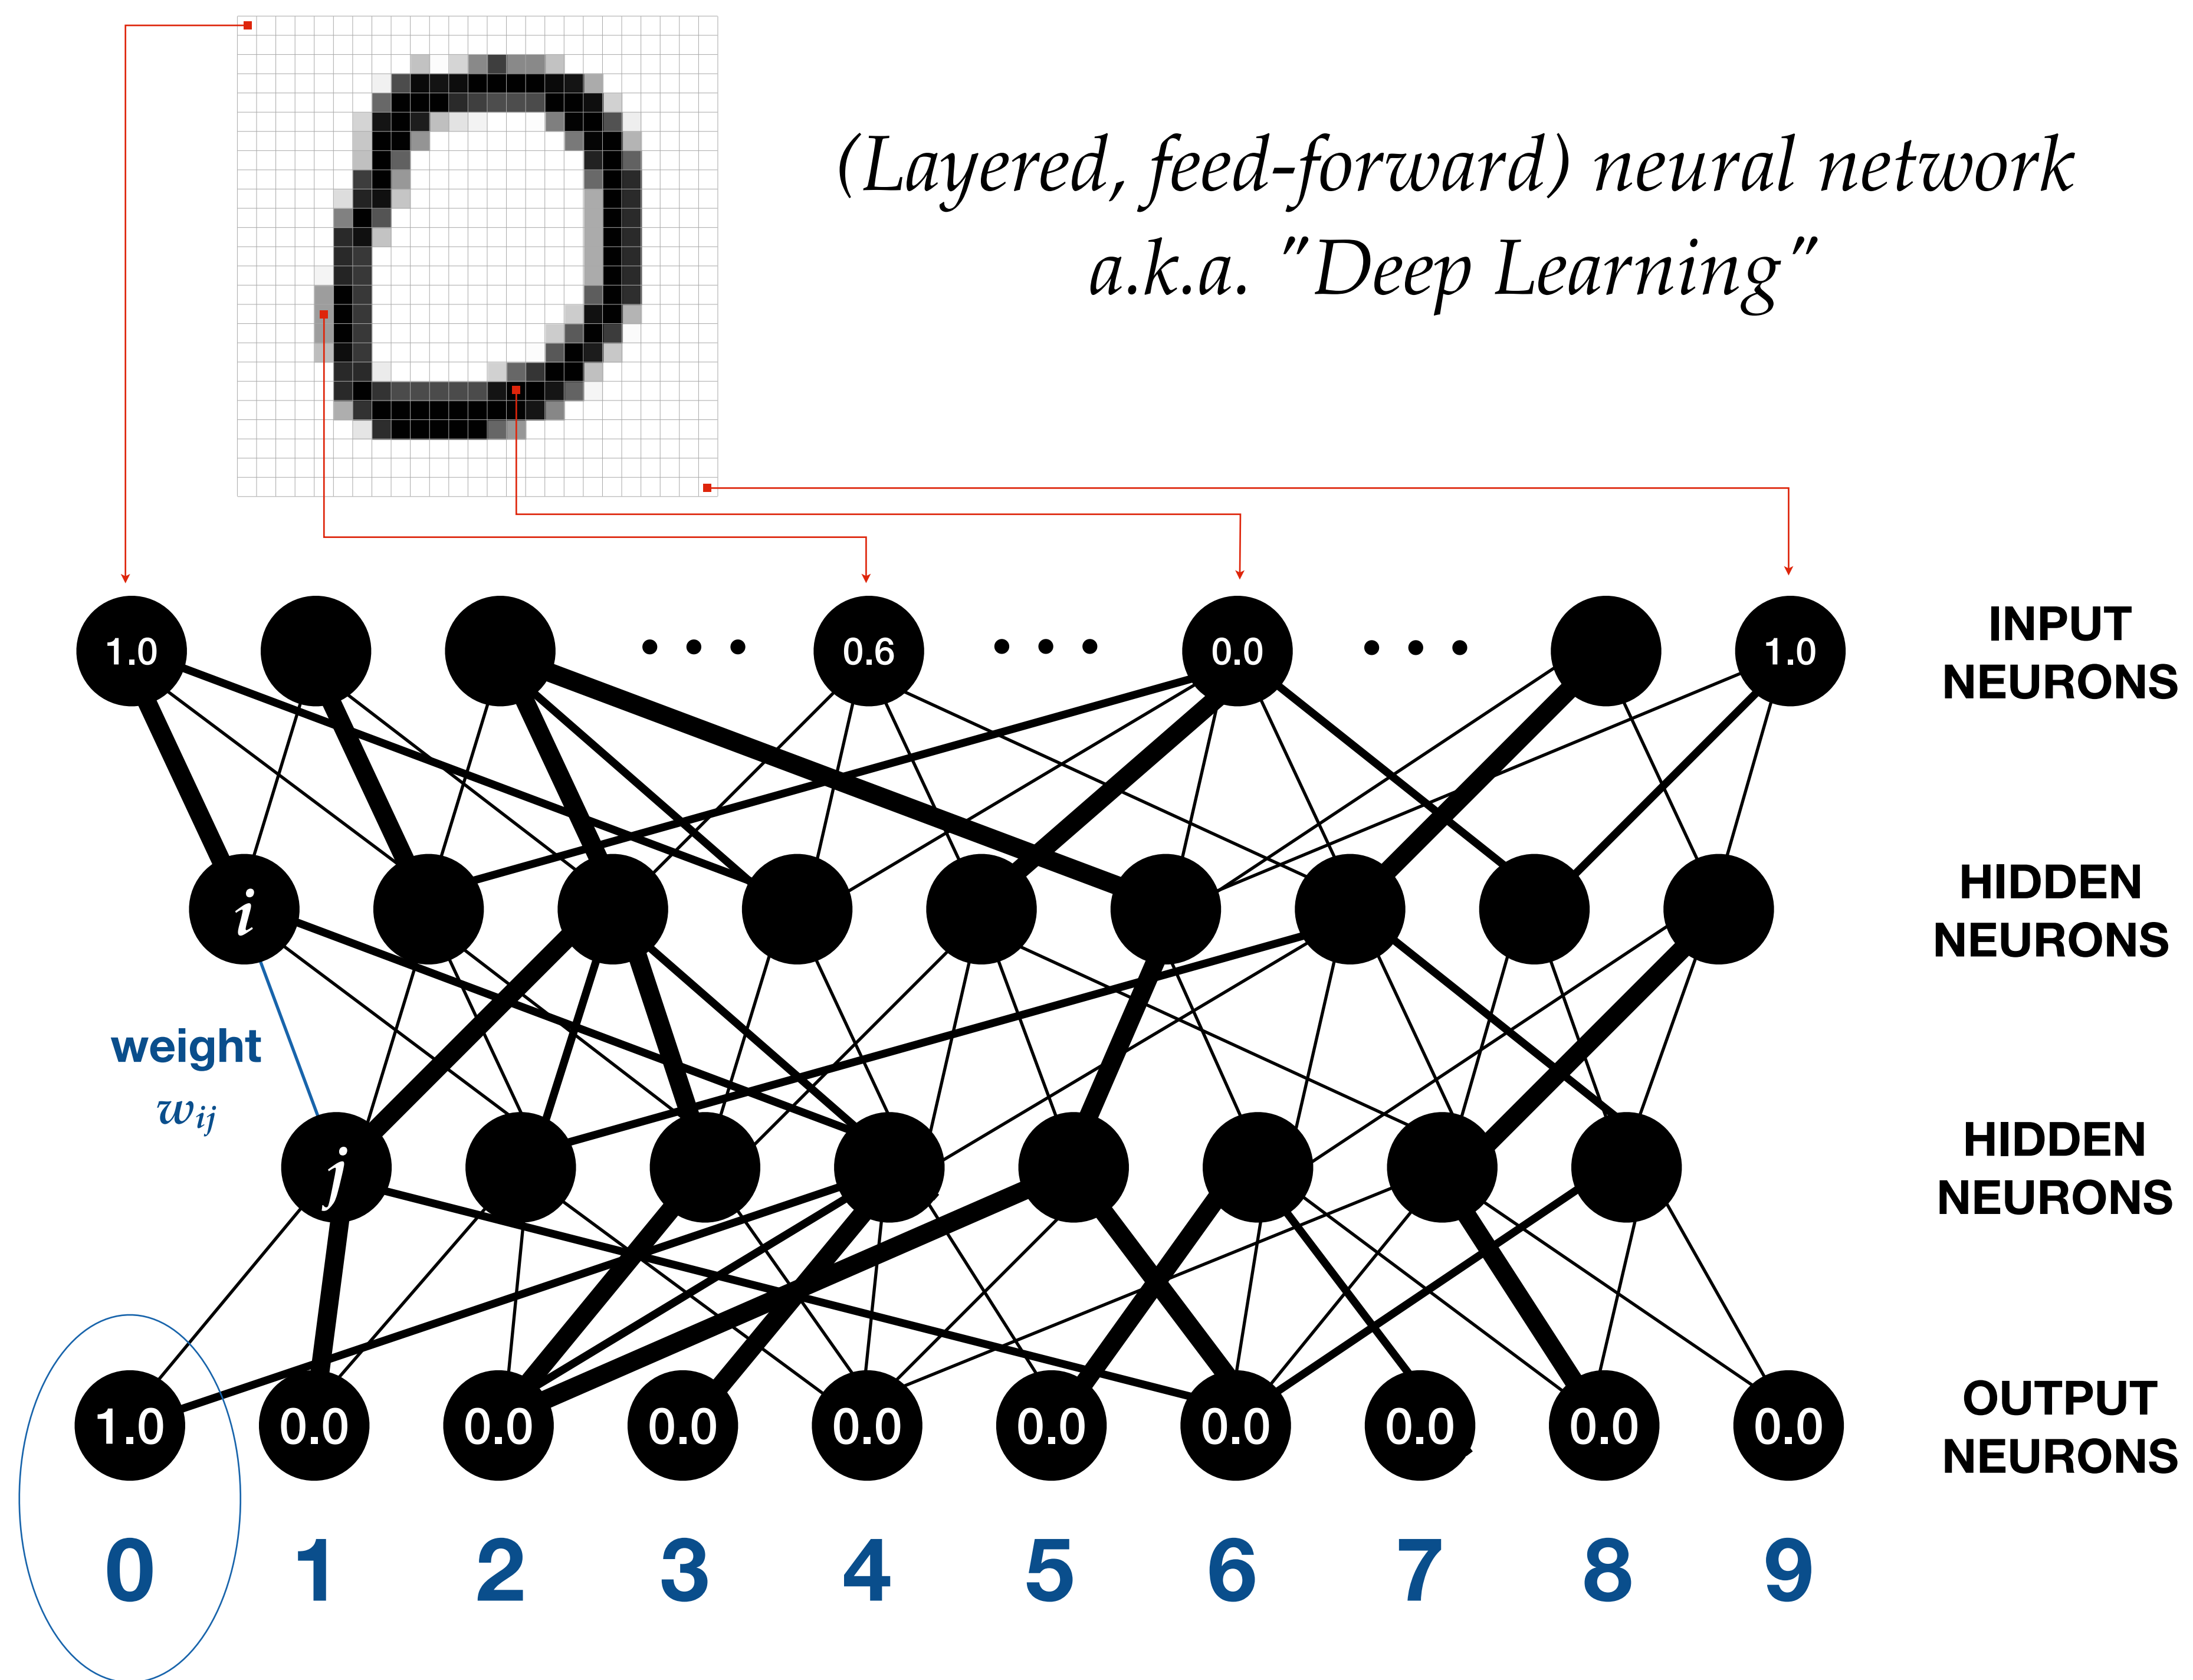 (Layered, feed-forward) neural network
a.k.a. "Deep Learning"
1.0 0.6 0.0 1.0
INPUT
NEURONS
i
HIDDEN
NEURONS
weight
wij
j
HIDDEN
NEURONS
1.0 0.0 0.0 0.0 0.0 0.0 0.0 0.0 0.0 0.0
OUTPUT
NEURONS
0 1 2 3 4 5 6 7 8 9